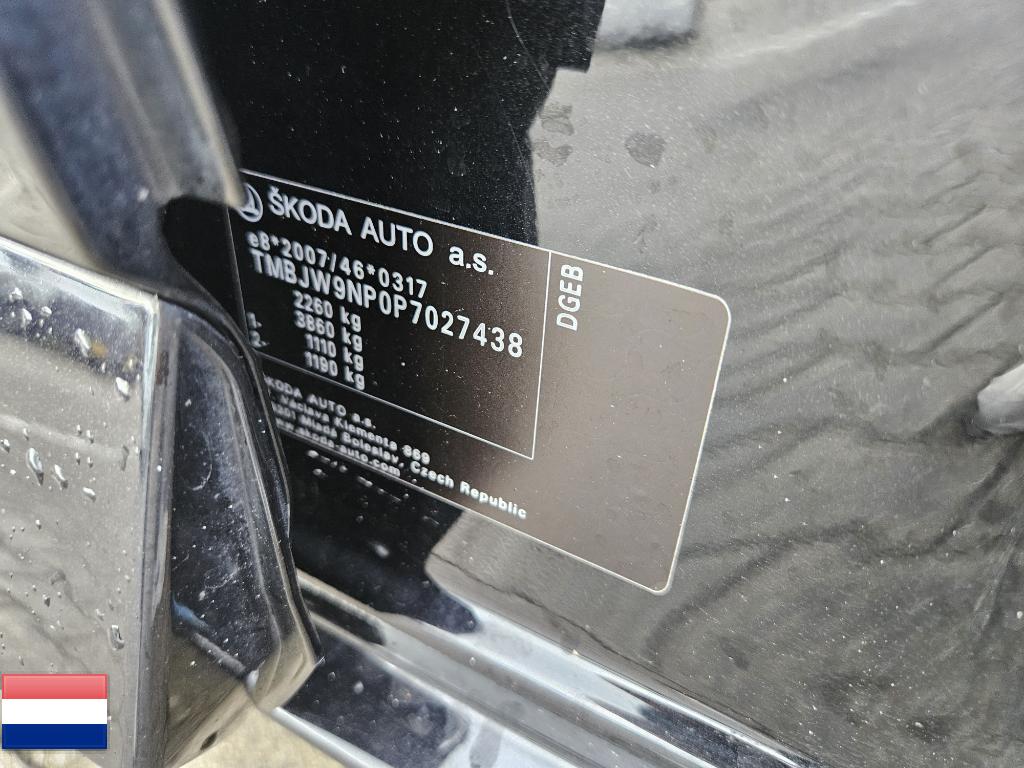 ŠKODA AUTO a.s.
e8*2007/46*0317
TMBJW9NP0P7027438
2260 kg
3860 kg
1- 1110 kg
2- 1190 kg
DGEB
ŠKODA AUTO a.s.
Václava Klementa 869
Mladá Boleslav, Czech Republic
skoda-auto.com